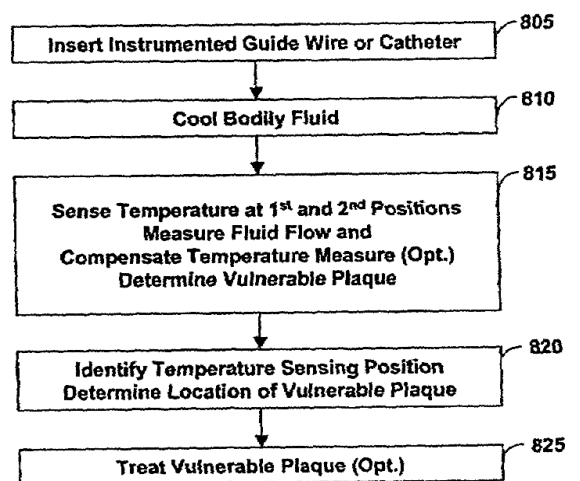 805
Insert Instrumented Guide Wire or Catheter
810
Cool Bodily Fluid
815
Sense Temperature at 1st and 2nd Positions
Measure Fluid Flow and
Compensate Temperature Measure (Opt.)
Determine Vulnerable Plaque
820
Identify Temperature Sensing Position
Determine Location of Vulnerable Plaque
825
Treat Vulnerable Plaque (Opt.)